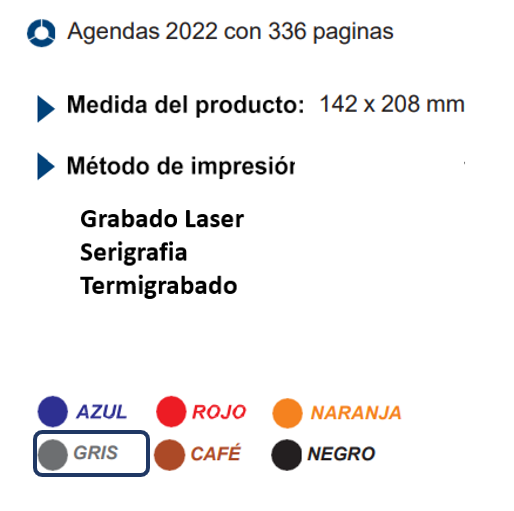 Agendas 2022 con 336 paginas
Medida del producto: 142 x 208 mm
Método de impresión
Grabado Laser
Serigrafia
Termigrabado
AZUL ROJO NARANJA
GRIS CAFÉ NEGRO